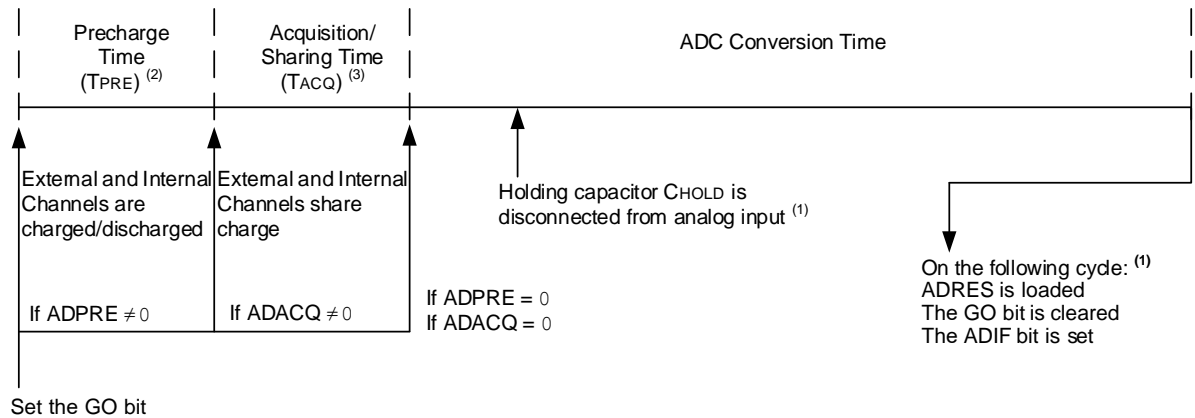 Precharge
Time
(TPRE) (2)
Acquisition/
Sharing Time
(TACQ) (3)
ADC Conversion Time
External and Internal
Channels are
charged/discharged
External and Internal
Channels share
charge
Holding capacitor CHOLD is
disconnected from analog input (1)
If ADPRE ≠ 0
If ADACQ ≠ 0
If ADPRE = 0
If ADACQ = 0
On the following cycle: (1)
ADRES is loaded
The GO bit is cleared
The ADIF bit is set
Set the GO bit